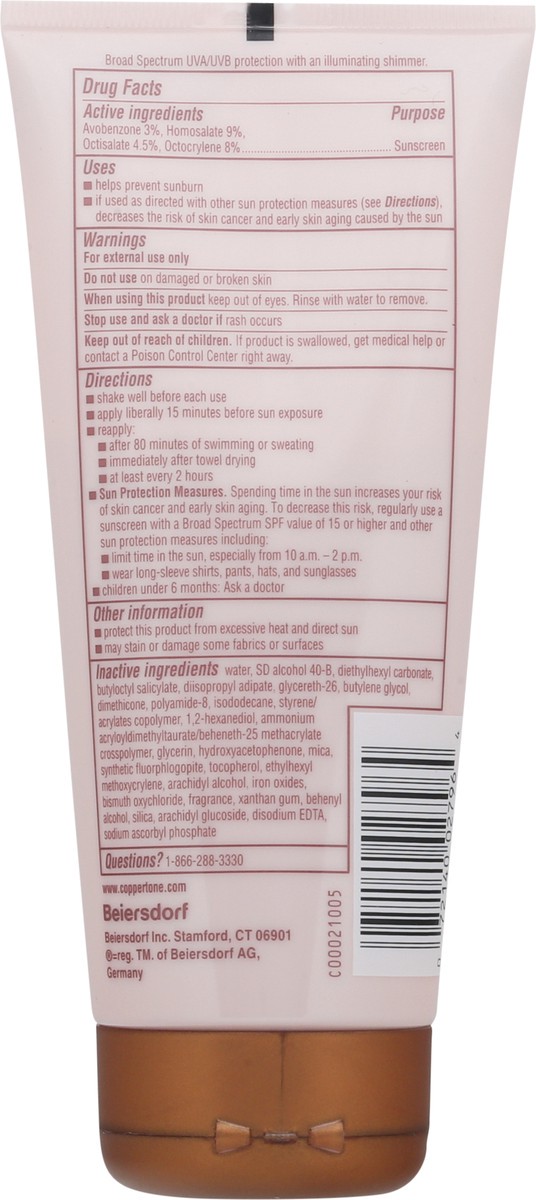 Broad Spectrum UVA/UVB protection with an illuminating shimmer.
Drug Facts
Active ingredients Purpose
Avobenzone 3%, Homosalate 9%,
Octisalate 4.5%, Octocrylene 8%........................................ Sunscreen
Uses
■ helps prevent sunburn
■ if used as directed with other sun protection measures (see Directions),
decreases the risk of skin cancer and early skin aging caused by the sun
Warnings
For external use only
Do not use on damaged or broken skin
When using this product keep out of eyes. Rinse with water to remove.
Stop use and ask a doctor if rash occurs
Keep out of reach of children. If product is swallowed, get medical help or
contact a Poison Control Center right away.
Directions
■ shake well before each use
■ apply liberally 15 minutes before sun exposure
■ reapply:
■ after 80 minutes of swimming or sweating
■ immediately after towel drying
■ at least every 2 hours
■ Sun Protection Measures. Spending time in the sun increases your risk
of skin cancer and early skin aging. To decrease this risk, regularly use a
sunscreen with a Broad Spectrum SPF value of 15 or higher and other
sun protection measures including:
■ limit time in the sun, especially from 10 a.m. – 2 p.m.
■ wear long-sleeve shirts, pants, hats, and sunglasses
■ children under 6 months: Ask a doctor
Other information
■ protect this product from excessive heat and direct sun
■ may stain or damage some fabrics or surfaces
Inactive ingredients water, SD alcohol 40-B, diethylhexyl carbonate,
butyloctyl salicylate, diisopropyl adipate, glycereth-26, butylene glycol,
dimethicone, polyamide-8, isododecane, styrene/
acrylates copolymer, 1,2-hexanediol, ammonium
acryloyldimethyltaurate/beheneth-25 methacrylate
crosspolymer, glycerin, hydroxyacetophenone, mica,
synthetic fluorphlogopite, tocopherol, ethylhexyl
methoxycrylene, arachidyl alcohol, iron oxides,
bismuth oxychloride, fragrance, xanthan gum, behenyl
alcohol, silica, arachidyl glucoside, disodium EDTA,
sodium ascorbyl phosphate
Questions? 1-866-288-3330
www.coppertone.com
Beiersdorf
Beiersdorf Inc. Stamford, CT 06901
®=reg. TM. of Beiersdorf AG,
Germany
C00021005
0 72140 02796 4